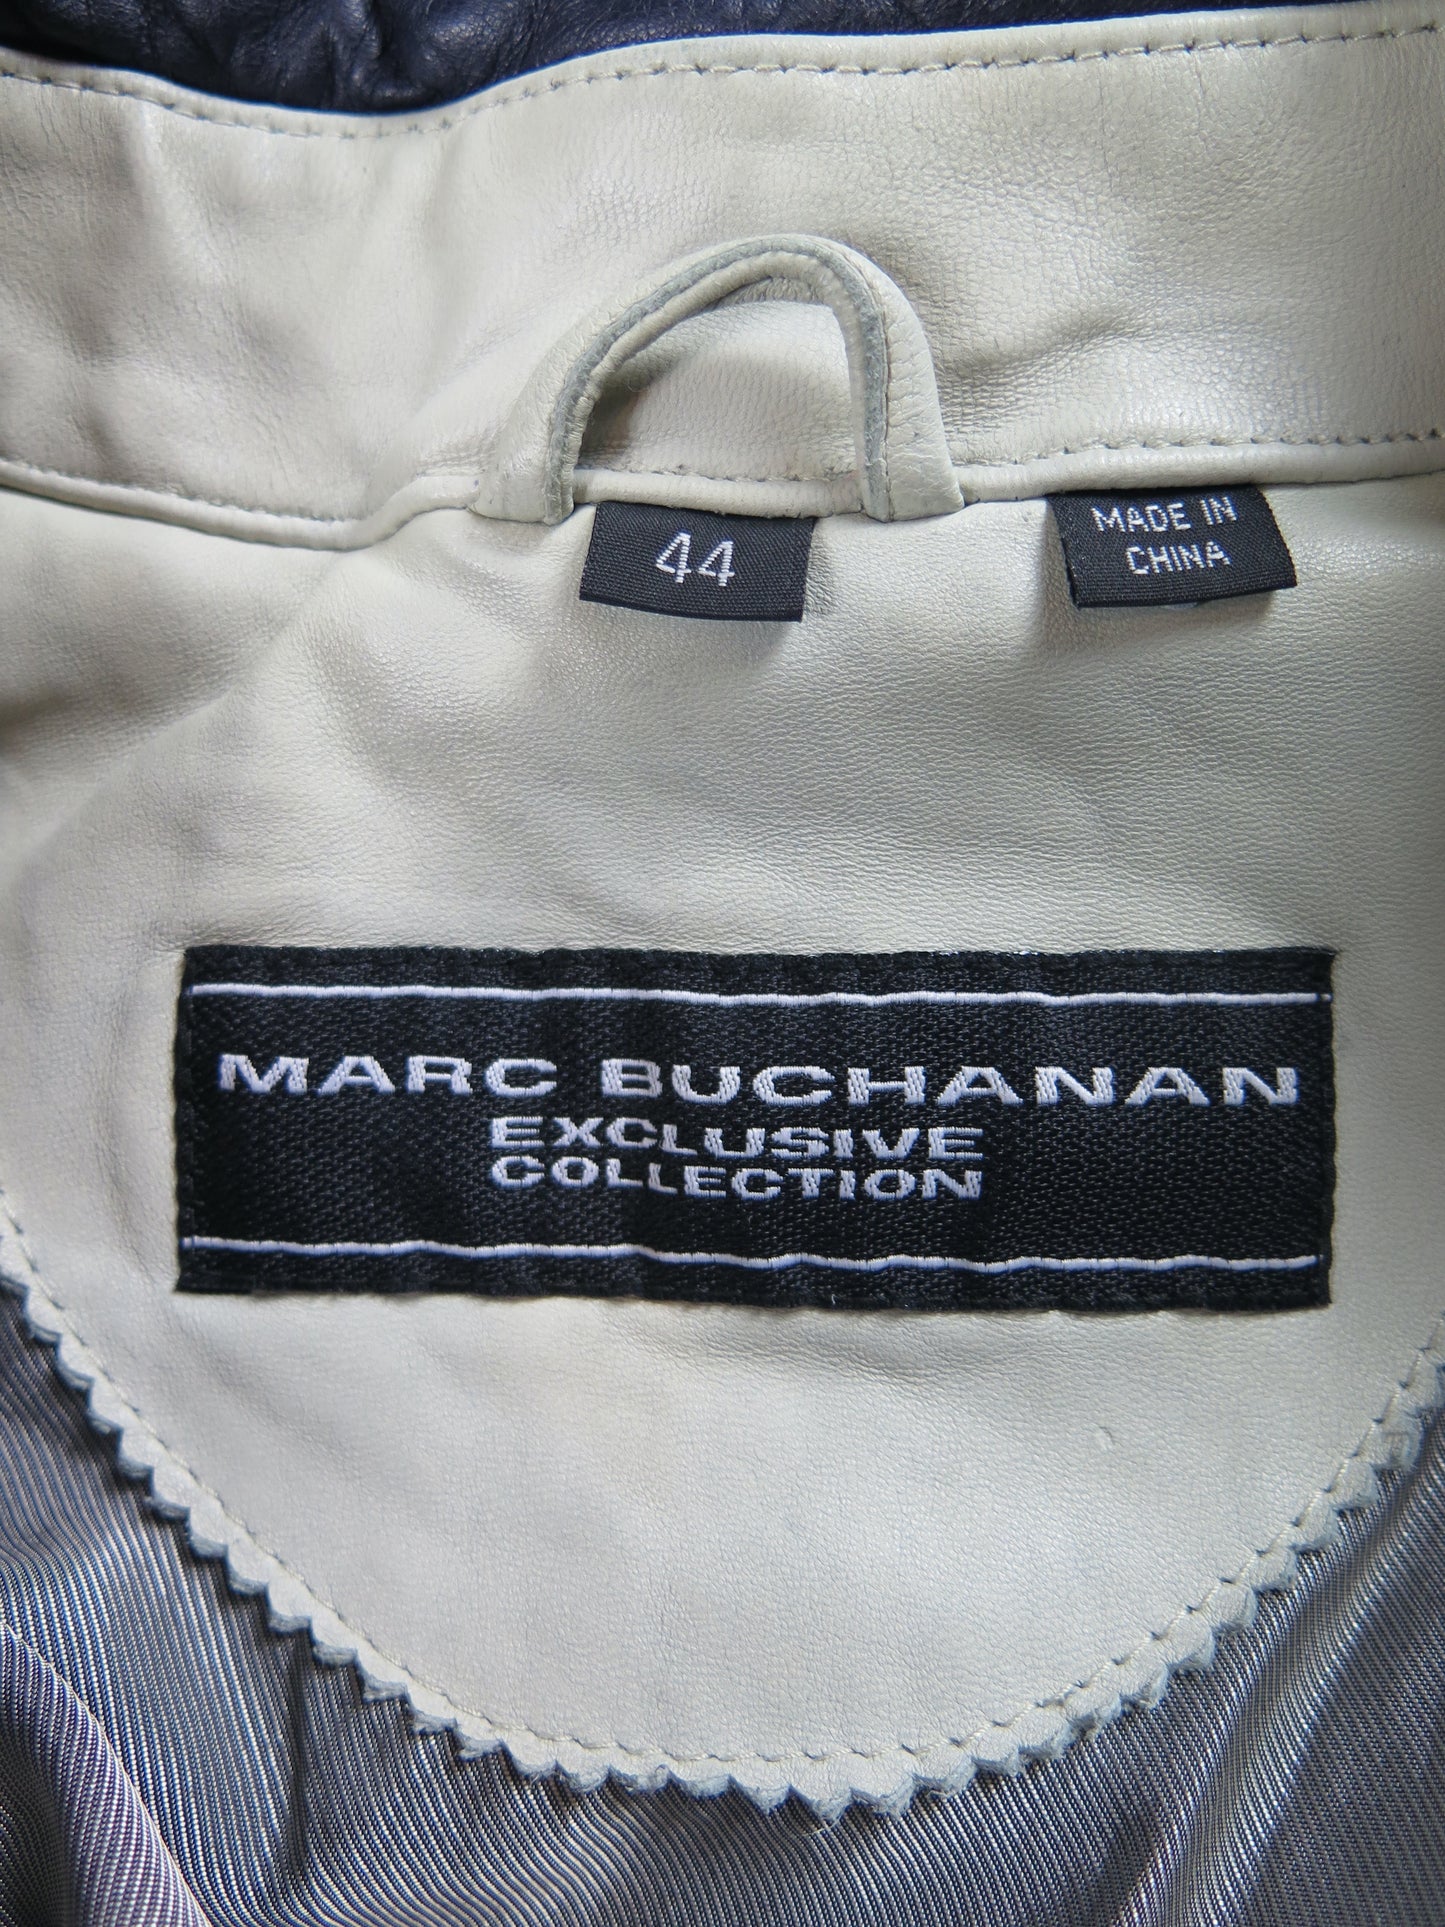 44
MADE IN
CHINA
MARC BUCHANAN
EXCLUSIVE
COLLECTION